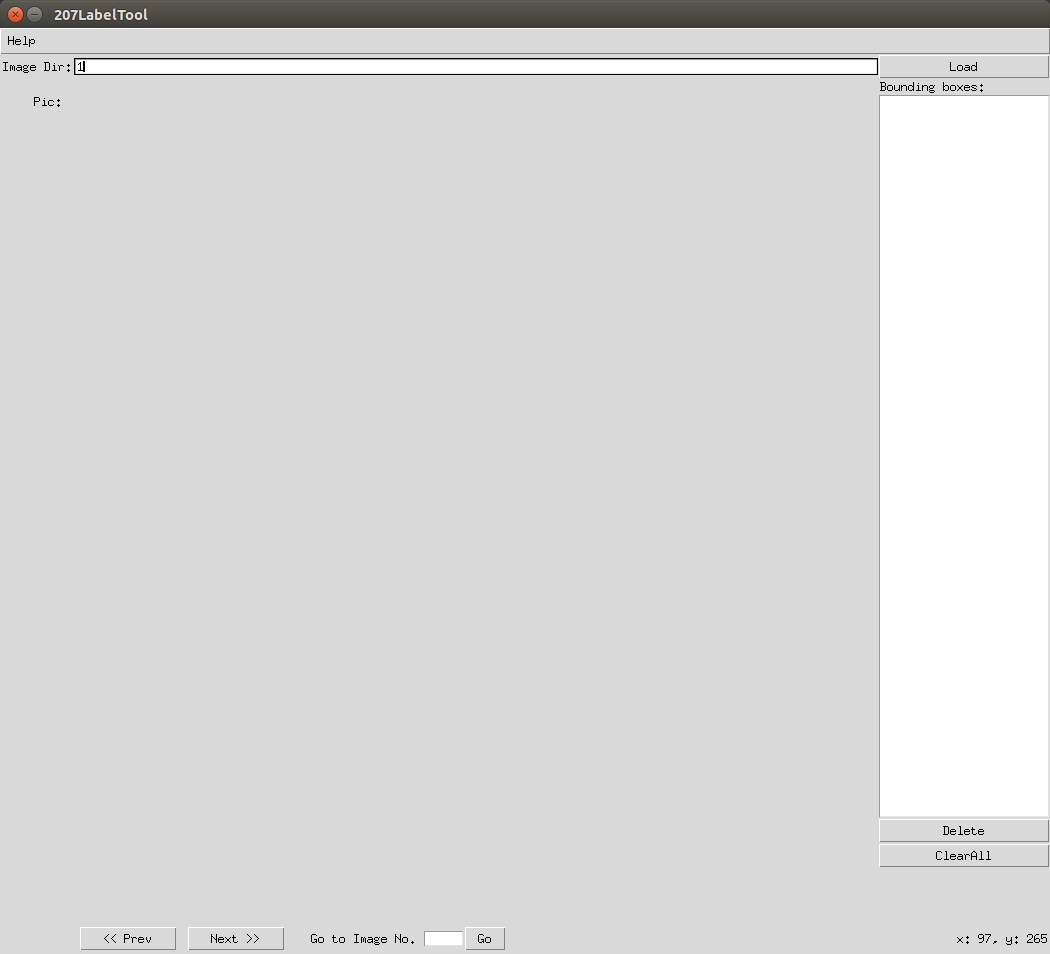 207LabelTool
Help
Image Dir: 1 Load
Bounding boxes:
Pic:
Delete
ClearAll
<< Prev Next >> Go to Image No. Go x: 97, y: 265